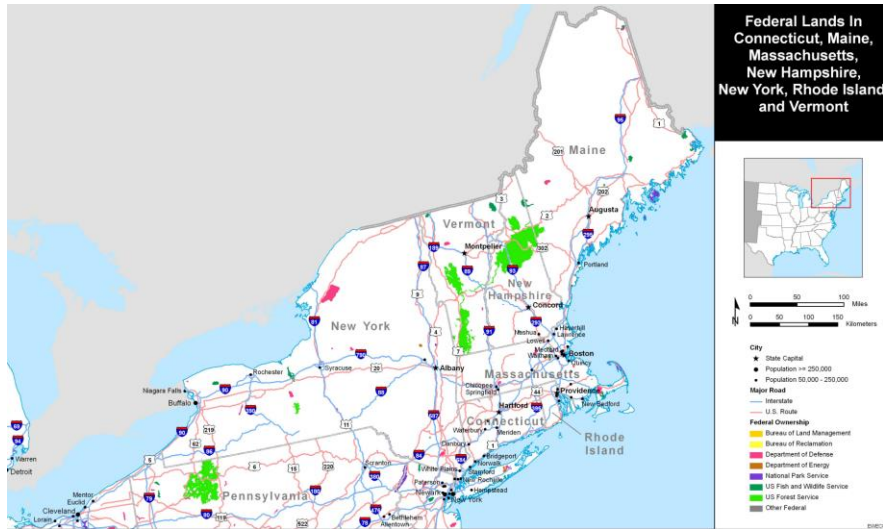 Federal Lands In
Connecticut, Maine,
Massachusetts,
New Hampshire,
New York, Rhode Island
and Vermont
Maine
Augusta
Vermont
Montpelier
Portland
New
Hampshire
Concord
New York
Nashua
Haverhill
Lawrence
Lowell
Medford
Waltham
Boston
Quincy
Rochester
Syracuse
Albany
Massachusetts
Niagara Falls
Buffalo
Chicopee
Springfield
Providence
New Bedford
Hartford
Connecticut
Waterbury
Meriden
Rhode
Island
Danbury
Bridgeport
Norwalk
Stamford
White Plains
New Rochelle
Hempstead
Paterson
Newark
New York
Scranton
Pennsylvania
Allentown
Bethlehem
Warren
Detroit
Mentor
Euclid
Cleveland
Lorain
N
0 50 100
Miles
0 50 100 150
Kilometers
City
State Capital
Population >= 250,000
Population 50,000 - 250,000
Major Road
Interstate
U.S. Route
Federal Ownership
Bureau of Land Management
Bureau of Reclamation
Department of Defense
Department of Energy
National Park Service
US Fish and Wildlife Service
US Forest Service
Other Federal